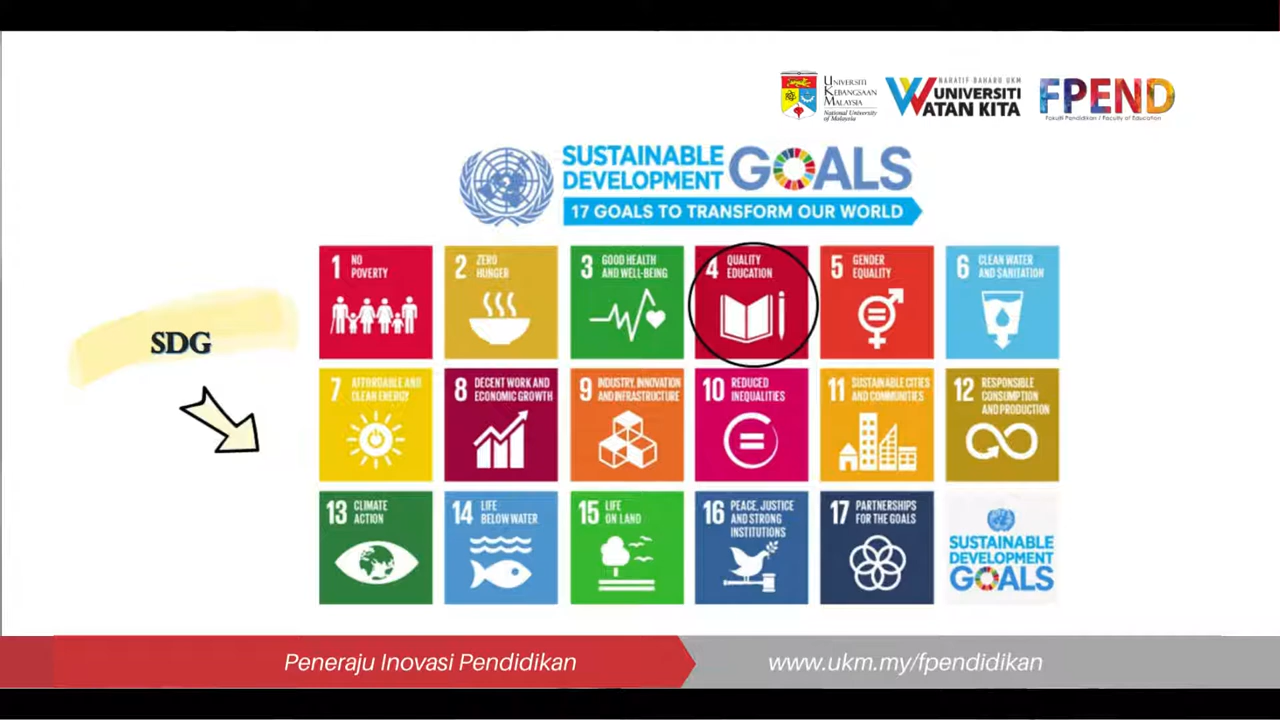 UNIVERSITI
KEBANGSAAN
MALAYSIA
National University
of Malaysia
NARATIF BAHARU UKM
UNIVERSITI
WATAN KITA
FPEND
Fakulti Pendidikan / Faculty of Education
SUSTAINABLE
DEVELOPMENT
GOALS
17 GOALS TO TRANSFORM OUR WORLD
SDG
1 NO
POVERTY
2 ZERO
HUNGER
3 GOOD HEALTH
AND WELL-BEING
4 QUALITY
EDUCATION
5 GENDER
EQUALITY
6 CLEAN WATER
AND SANITATION
7 AFFORDABLE AND
CLEAN ENERGY
8 DECENT WORK AND
ECONOMIC GROWTH
9 INDUSTRY, INNOVATION
AND INFRASTRUCTURE
10 REDUCED
INEQUALITIES
11 SUSTAINABLE CITIES
AND COMMUNITIES
12 RESPONSIBLE
CONSUMPTION
AND PRODUCTION
13 CLIMATE
ACTION
14 LIFE
BELOW WATER
15 LIFE
ON LAND
16 PEACE, JUSTICE
AND STRONG
INSTITUTIONS
17 PARTNERSHIPS
FOR THE GOALS
SUSTAINABLE
DEVELOPMENT
GOALS
Peneraju Inovasi Pendidikan
www.ukm.my/fpendidikan